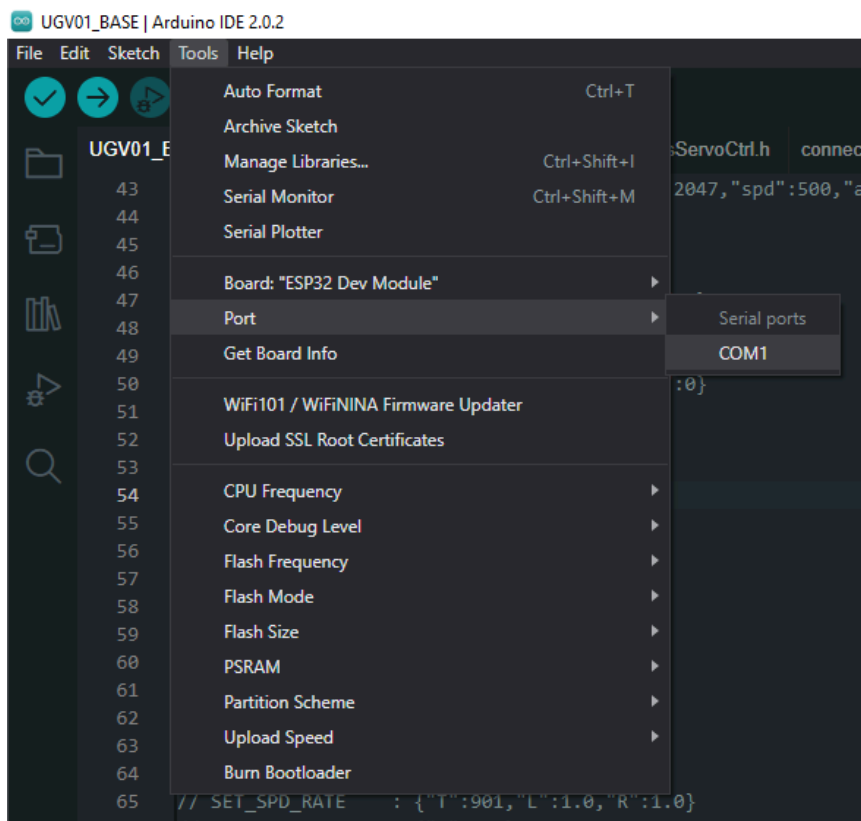 UGV01_BASE | Arduino IDE 2.0.2
File Edit Sketch Tools Help
Auto Format Ctrl+T
Archive Sketch
UGV01_B
sServoCtrl.h connec
Manage Libraries... Ctrl+Shift+I
43 2047,"spd":500,"a
Serial Monitor Ctrl+Shift+M
44
Serial Plotter
45
46
Board: "ESP32 Dev Module"
47
Port
Serial ports
48
49
Get Board Info
COM1
50 :0}
51
WiFi101 / WiFiNINA Firmware Updater
52
Upload SSL Root Certificates
53
54
CPU Frequency
55
Core Debug Level
56
Flash Frequency
57
Flash Mode
58
59
Flash Size
60
PSRAM
61
Partition Scheme
62
Upload Speed
63
64
Burn Bootloader
65 // SET_SPD_RATE : {"T":901,"L":1.0,"R":1.0}